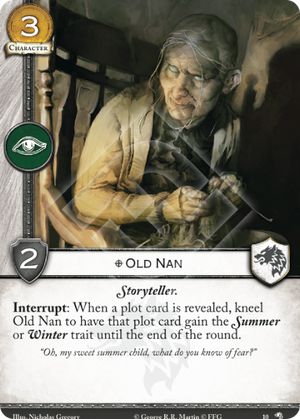 3
CHARACTER
2
OLD NAN
Storyteller.
Interrupt: When a plot card is revealed, kneel
Old Nan to have that plot card gain the Summer
or Winter trait until the end of the round.
"Oh, my sweet summer child, what do you know of fear?"
Illus. Nicholas Gregory © George R.R. Martin © FFG 10